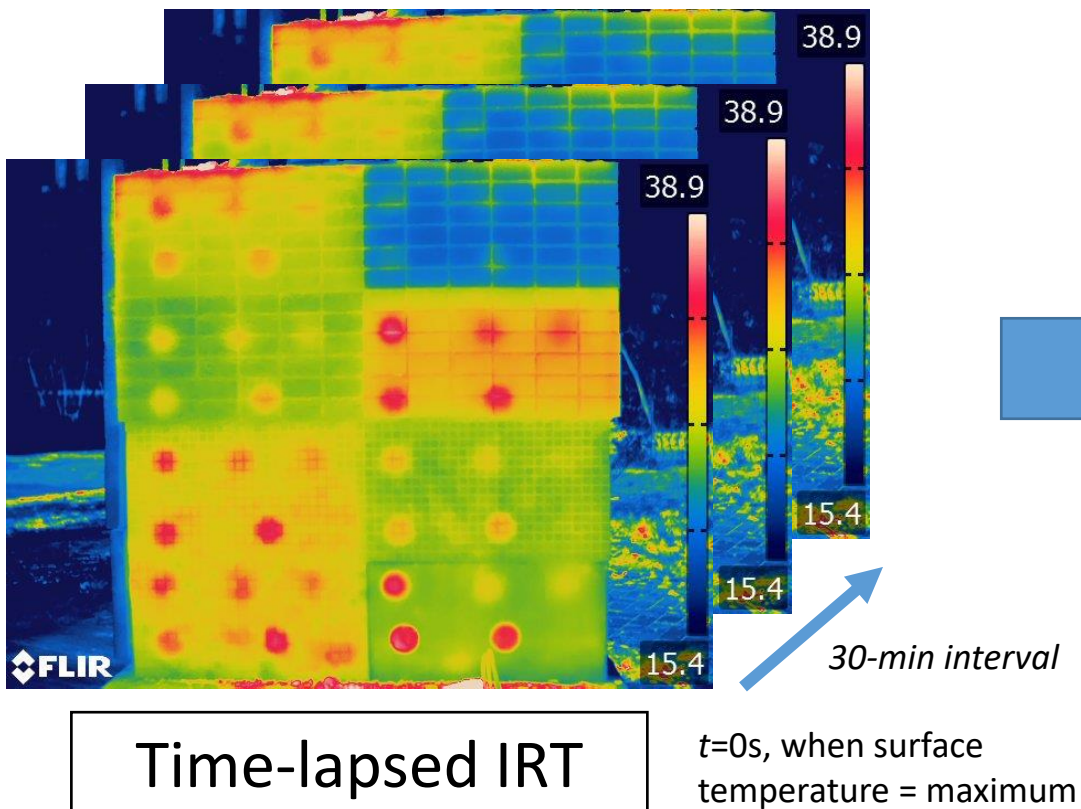 38.9
38.9
38.9
15.4
15.4
15.4
FLIR
30-min interval
Time-lapsed IRT
t=0s, when surface
temperature = maximum